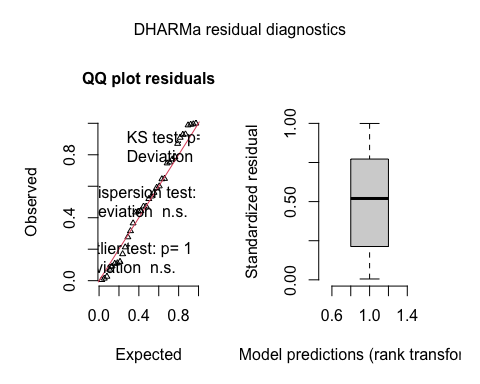 DHARMa residual diagnostics
QQ plot residuals
KS test: p=
Deviation
ispersion test:
eviation n.s.
tlier test: p= 1
viation n.s.
Observed
0.0 0.4 0.8
0.0 0.4 0.8
Expected
Standardized residual
0.00 0.50 1.00
0.6 1.0 1.4
Model predictions (rank transfor